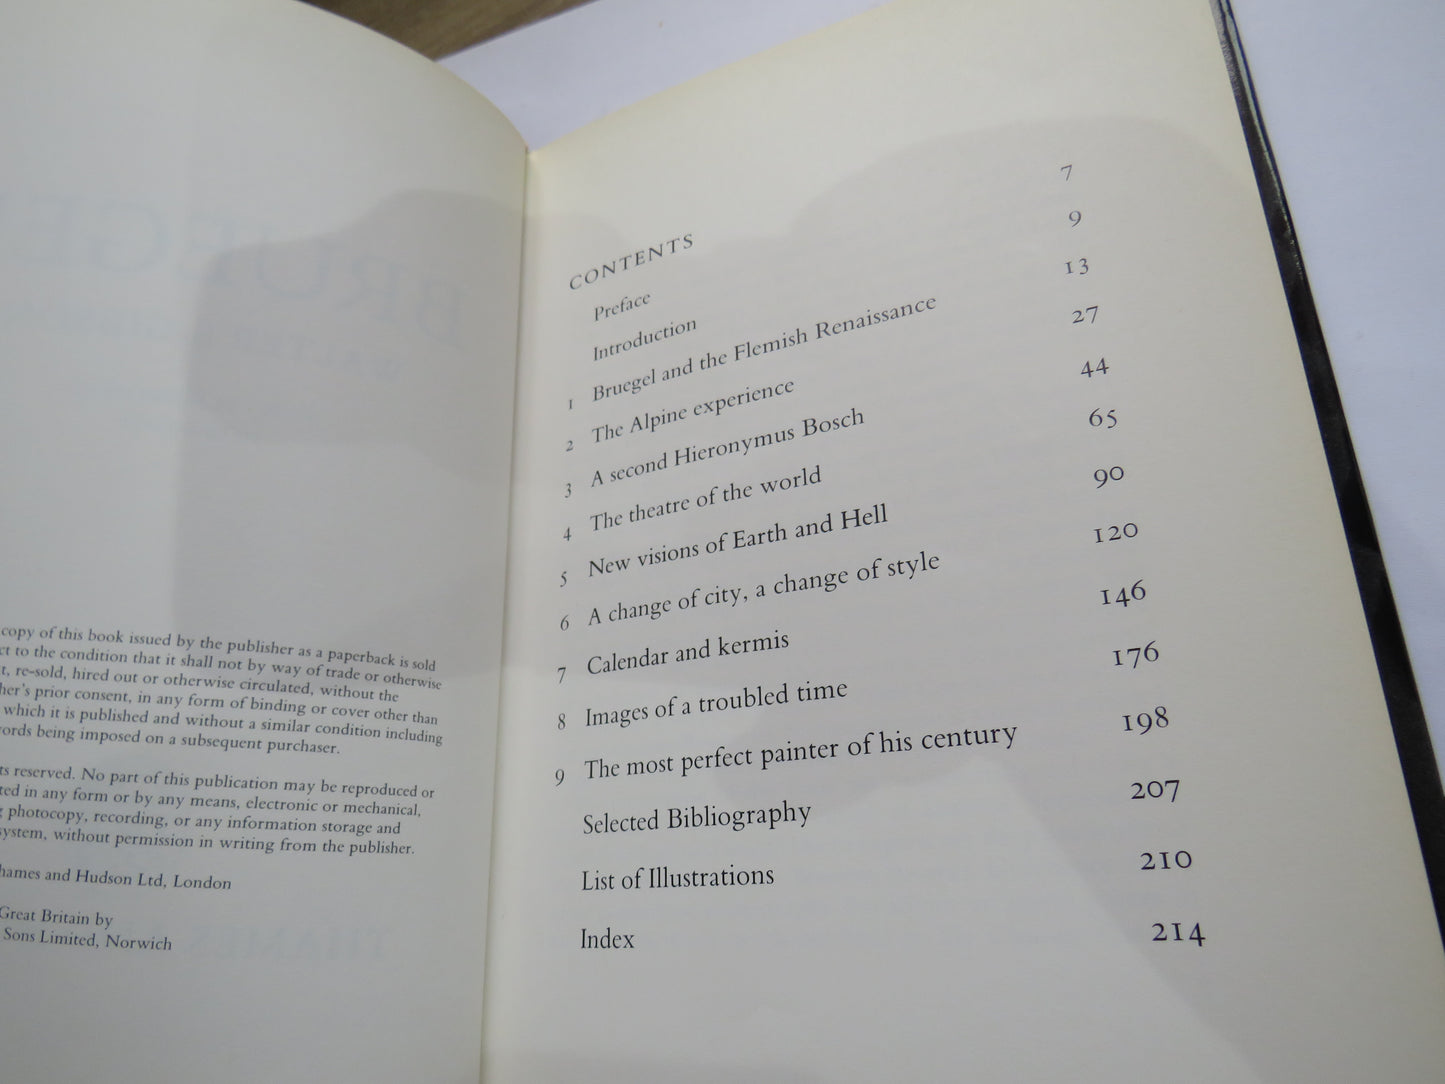 copy of this book issued by the publisher as a paperback is sold
to the condition that it shall not by way of trade or otherwise
re-sold, hired out or otherwise circulated, without the
prior consent, in any form of binding or cover other than
which it is published and without a similar condition including
being imposed on a subsequent purchaser.
reserved. No part of this publication may be reproduced or
in any form or by any means, electronic or mechanical,
photocopy, recording, or any information storage and
system, without permission in writing from the publisher.
hames and Hudson Ltd, London
Great Britain by
Sons Limited, Norwich
CONTENTS
Preface 7
Introduction 9
1 Bruegel and the Flemish Renaissance 13
2 The Alpine experience 27
3 A second Hieronymus Bosch 44
4 The theatre of the world 65
5 New visions of Earth and Hell 90
6 A change of city, a change of style 120
7 Calendar and kermis 146
8 Images of a troubled time 176
9 The most perfect painter of his century 198
Selected Bibliography 207
List of Illustrations 210
Index 214